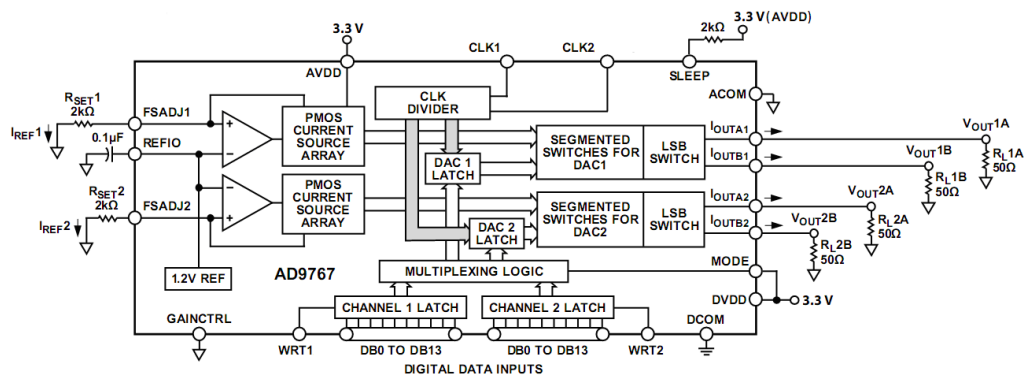 3.3 V
2kΩ
3.3 V (AVDD)
CLK1
CLK2
AVDD
SLEEP
CLK
DIVIDER
ACOM
RSET1
2kΩ
FSADJ1
IREF1
0.1µF
REFIO
+
−
PMOS
CURRENT
SOURCE
ARRAY
DAC 1
LATCH
SEGMENTED
SWITCHES FOR
DAC1
LSB
SWITCH
IOUTA1
IOUTB1
VOUT1A
VOUT1B
RL1A
50Ω
RL1B
50Ω
RSET2
2kΩ
FSADJ2
IREF2
−
+
PMOS
CURRENT
SOURCE
ARRAY
DAC 2
LATCH
SEGMENTED
SWITCHES FOR
DAC2
LSB
SWITCH
IOUTA2
IOUTB2
VOUT2A
VOUT2B
RL2A
50Ω
RL2B
50Ω
1.2V REF
AD9767
MULTIPLEXING LOGIC
MODE
DVDD
3.3 V
CHANNEL 1 LATCH
CHANNEL 2 LATCH
GAINCTRL
DCOM
WRT1
DB0 TO DB13
DB0 TO DB13
WRT2
DIGITAL DATA INPUTS